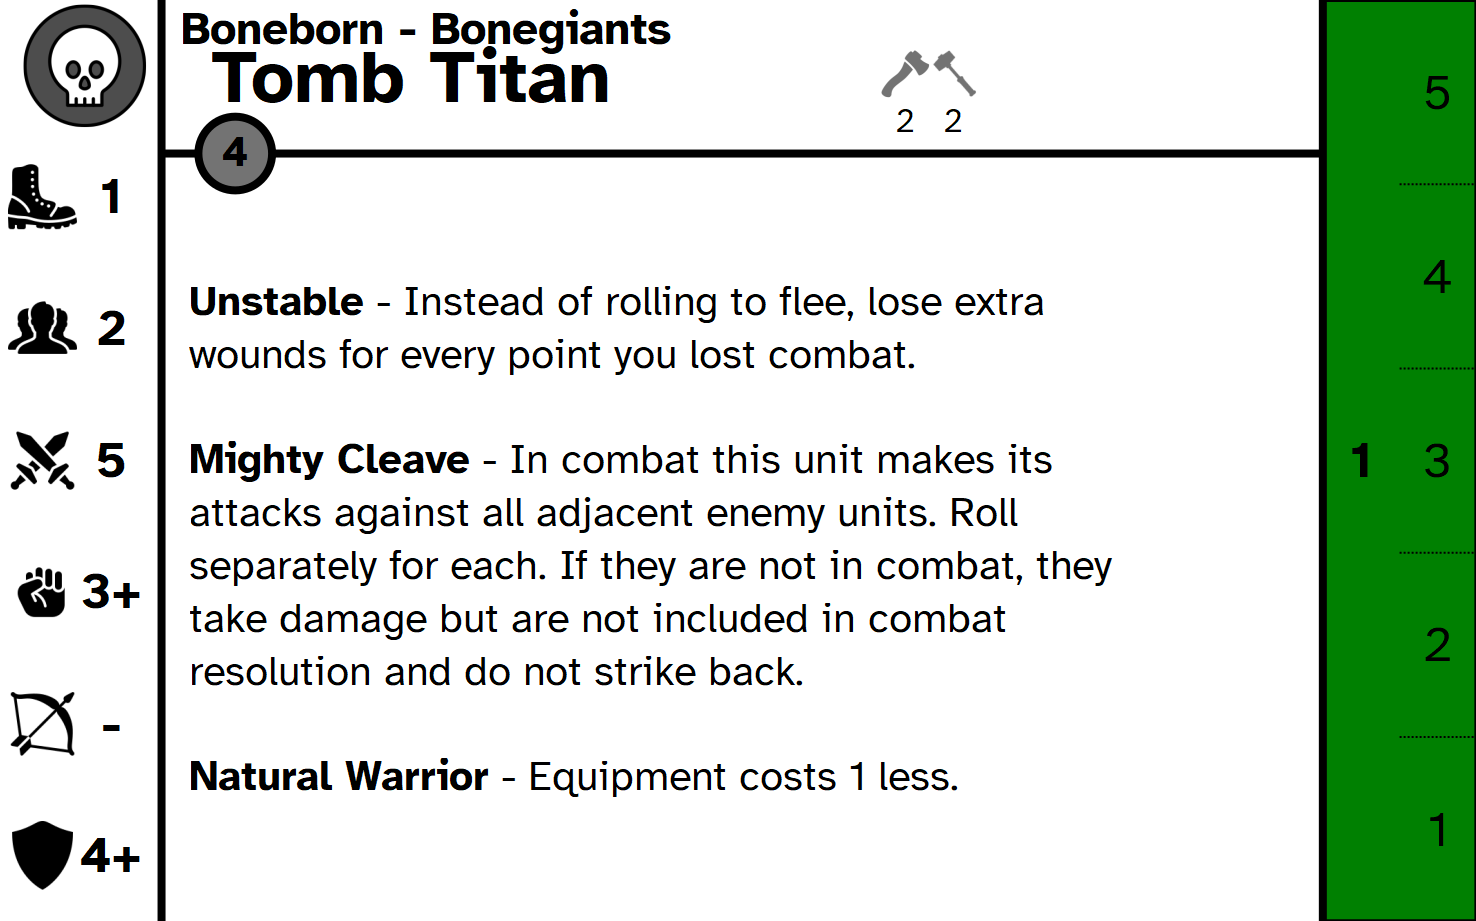 Boneborn - Bonegiants
Tomb Titan
2 2
4
1
2
5
3+
-
4+
Unstable - Instead of rolling to flee, lose extra
wounds for every point you lost combat.
Mighty Cleave - In combat this unit makes its
attacks against all adjacent enemy units. Roll
separately for each. If they are not in combat, they
take damage but are not included in combat
resolution and do not strike back.
Natural Warrior - Equipment costs 1 less.
5
4
1 3
2
1